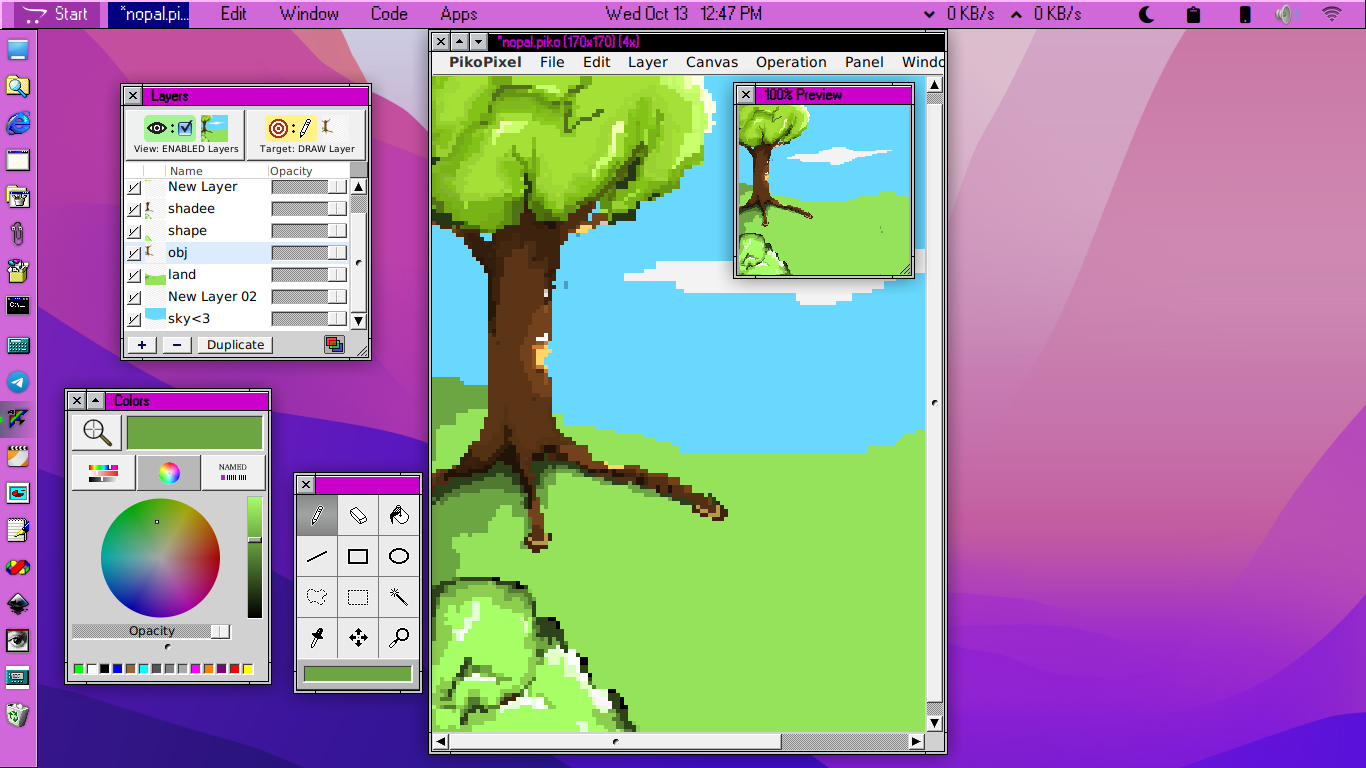 Start
*nopal.pi...
Edit
Window
Code
Apps
Wed Oct 13 12:47 PM
0 KB/s
0 KB/s
*nopal.piko (170x170) (4x)
PikoPixel File Edit Layer Canvas Operation Panel Windo
Layers
View: ENABLED Layers
Target: DRAW Layer
Name Opacity
New Layer
shadee
shape
obj
land
New Layer 02
sky<3
+ − Duplicate
100% Preview
Colors
NAMED
Opacity